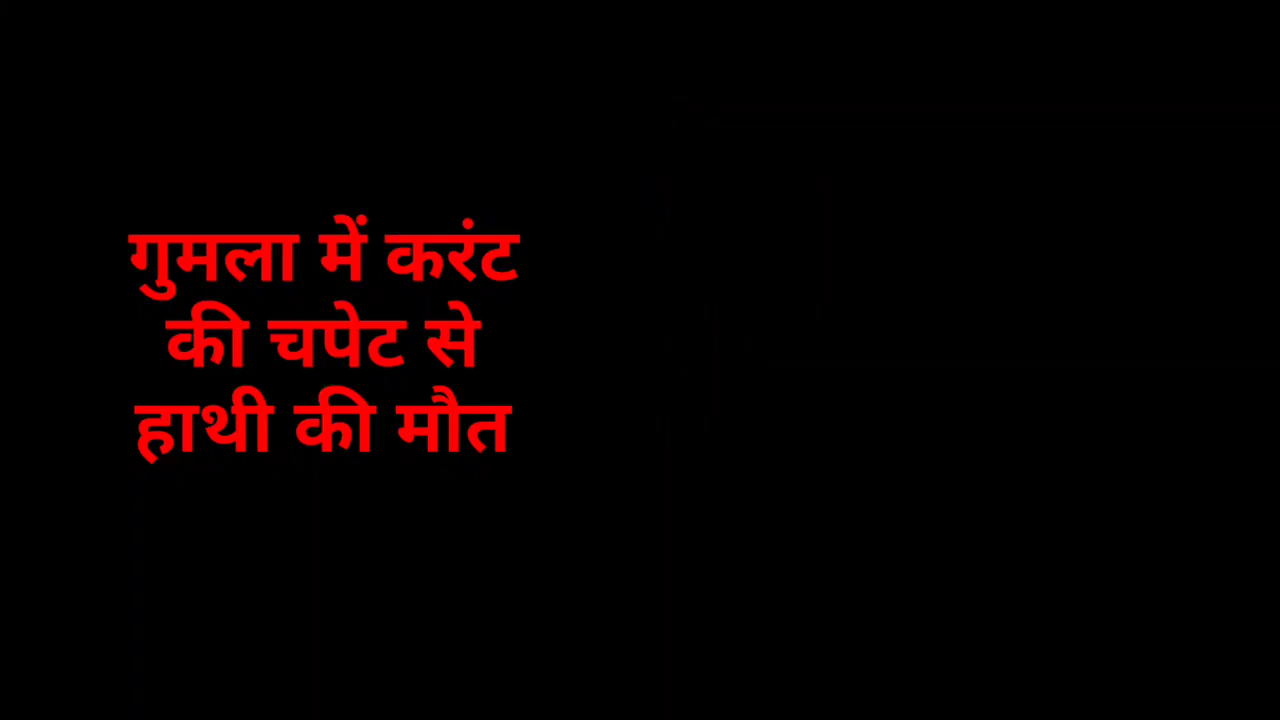 गुमला में करंट
की चपेट से
हाथी की मौत